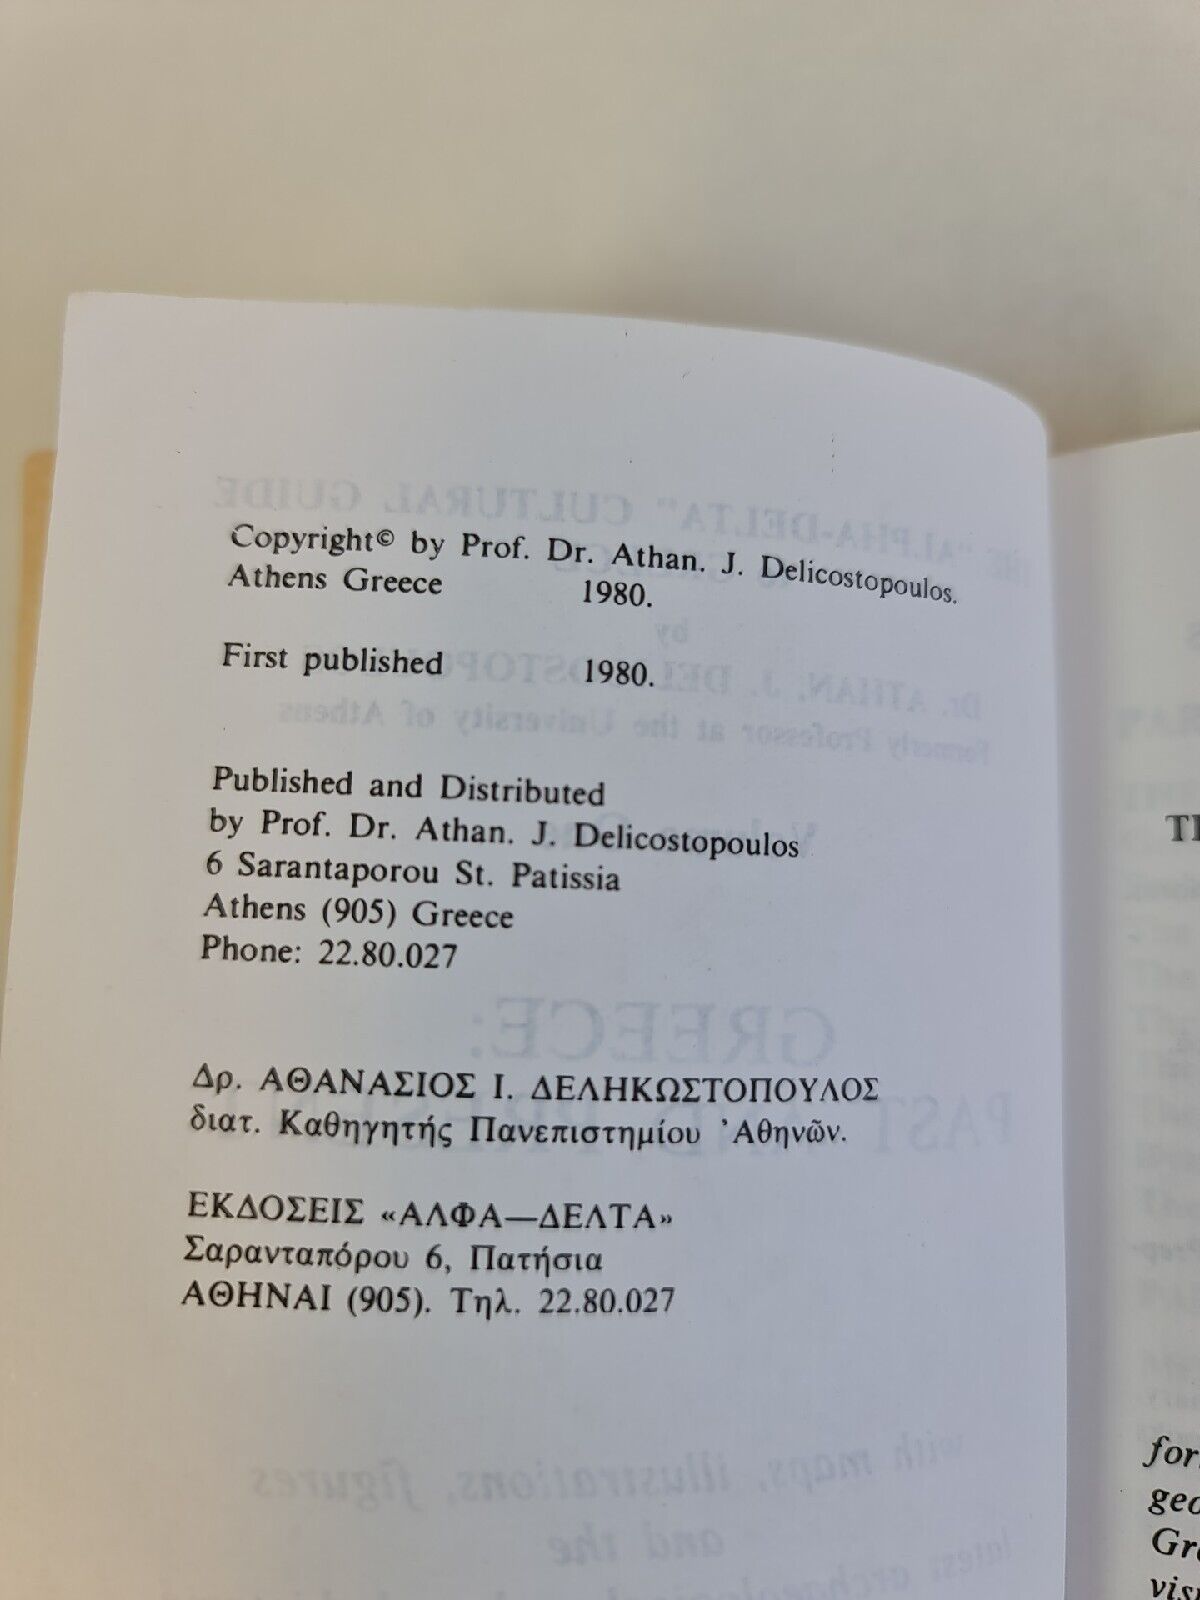 Copyright© by Prof. Dr. Athan. J. Delicostopoulos.
Athens Greece 1980.
First published 1980.
Published and Distributed
by Prof. Dr. Athan. J. Delicostopoulos
6 Sarantaporou St. Patissia
Athens (905) Greece
Phone: 22.80.027
Δρ. ΑΘΑΝΑΣΙΟΣ Ι. ΔΕΛΗΚΩΣΤΟΠΟΥΛΟΣ
διατ. Καθηγητής Πανεπιστημίου Ἀθηνῶν.
ΕΚΔΟΣΕΙΣ «ΑΛΦΑ—ΔΕΛΤΑ»
Σαρανταπόρου 6, Πατήσια
ΑΘΗΝΑΙ (905). Τηλ. 22.80.027